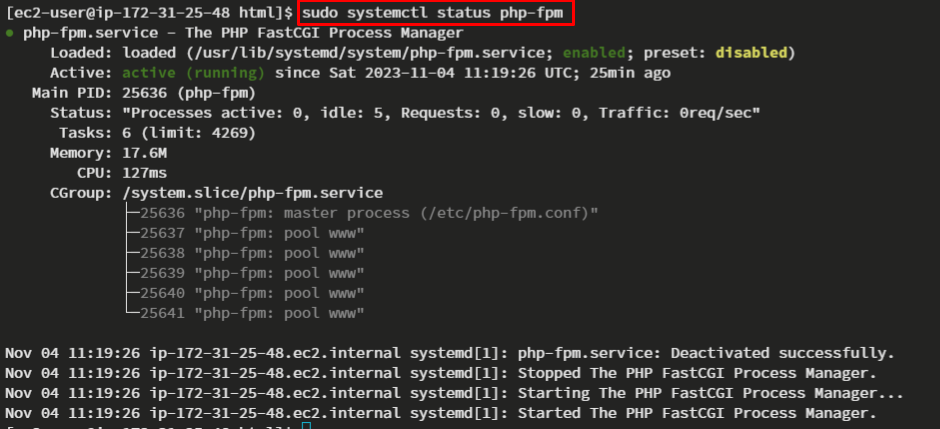 [ec2-user@ip-172-31-25-48 html]$ sudo systemctl status php-fpm
● php-fpm.service – The PHP FastCGI Process Manager
Loaded: loaded (/usr/lib/systemd/system/php-fpm.service; enabled; preset: disabled)
Active: active (running) since Sat 2023-11-04 11:19:26 UTC; 25min ago
Main PID: 25636 (php-fpm)
Status: "Processes active: 0, idle: 5, Requests: 0, slow: 0, Traffic: 0req/sec"
Tasks: 6 (limit: 4269)
Memory: 17.6M
CPU: 127ms
CGroup: /system.slice/php-fpm.service
├─25636 "php-fpm: master process (/etc/php-fpm.conf)"
├─25637 "php-fpm: pool www"
├─25638 "php-fpm: pool www"
├─25639 "php-fpm: pool www"
├─25640 "php-fpm: pool www"
└─25641 "php-fpm: pool www"
Nov 04 11:19:26 ip-172-31-25-48.ec2.internal systemd[1]: php-fpm.service: Deactivated successfully.
Nov 04 11:19:26 ip-172-31-25-48.ec2.internal systemd[1]: Stopped The PHP FastCGI Process Manager.
Nov 04 11:19:26 ip-172-31-25-48.ec2.internal systemd[1]: Starting The PHP FastCGI Process Manager...
Nov 04 11:19:26 ip-172-31-25-48.ec2.internal systemd[1]: Started The PHP FastCGI Process Manager.